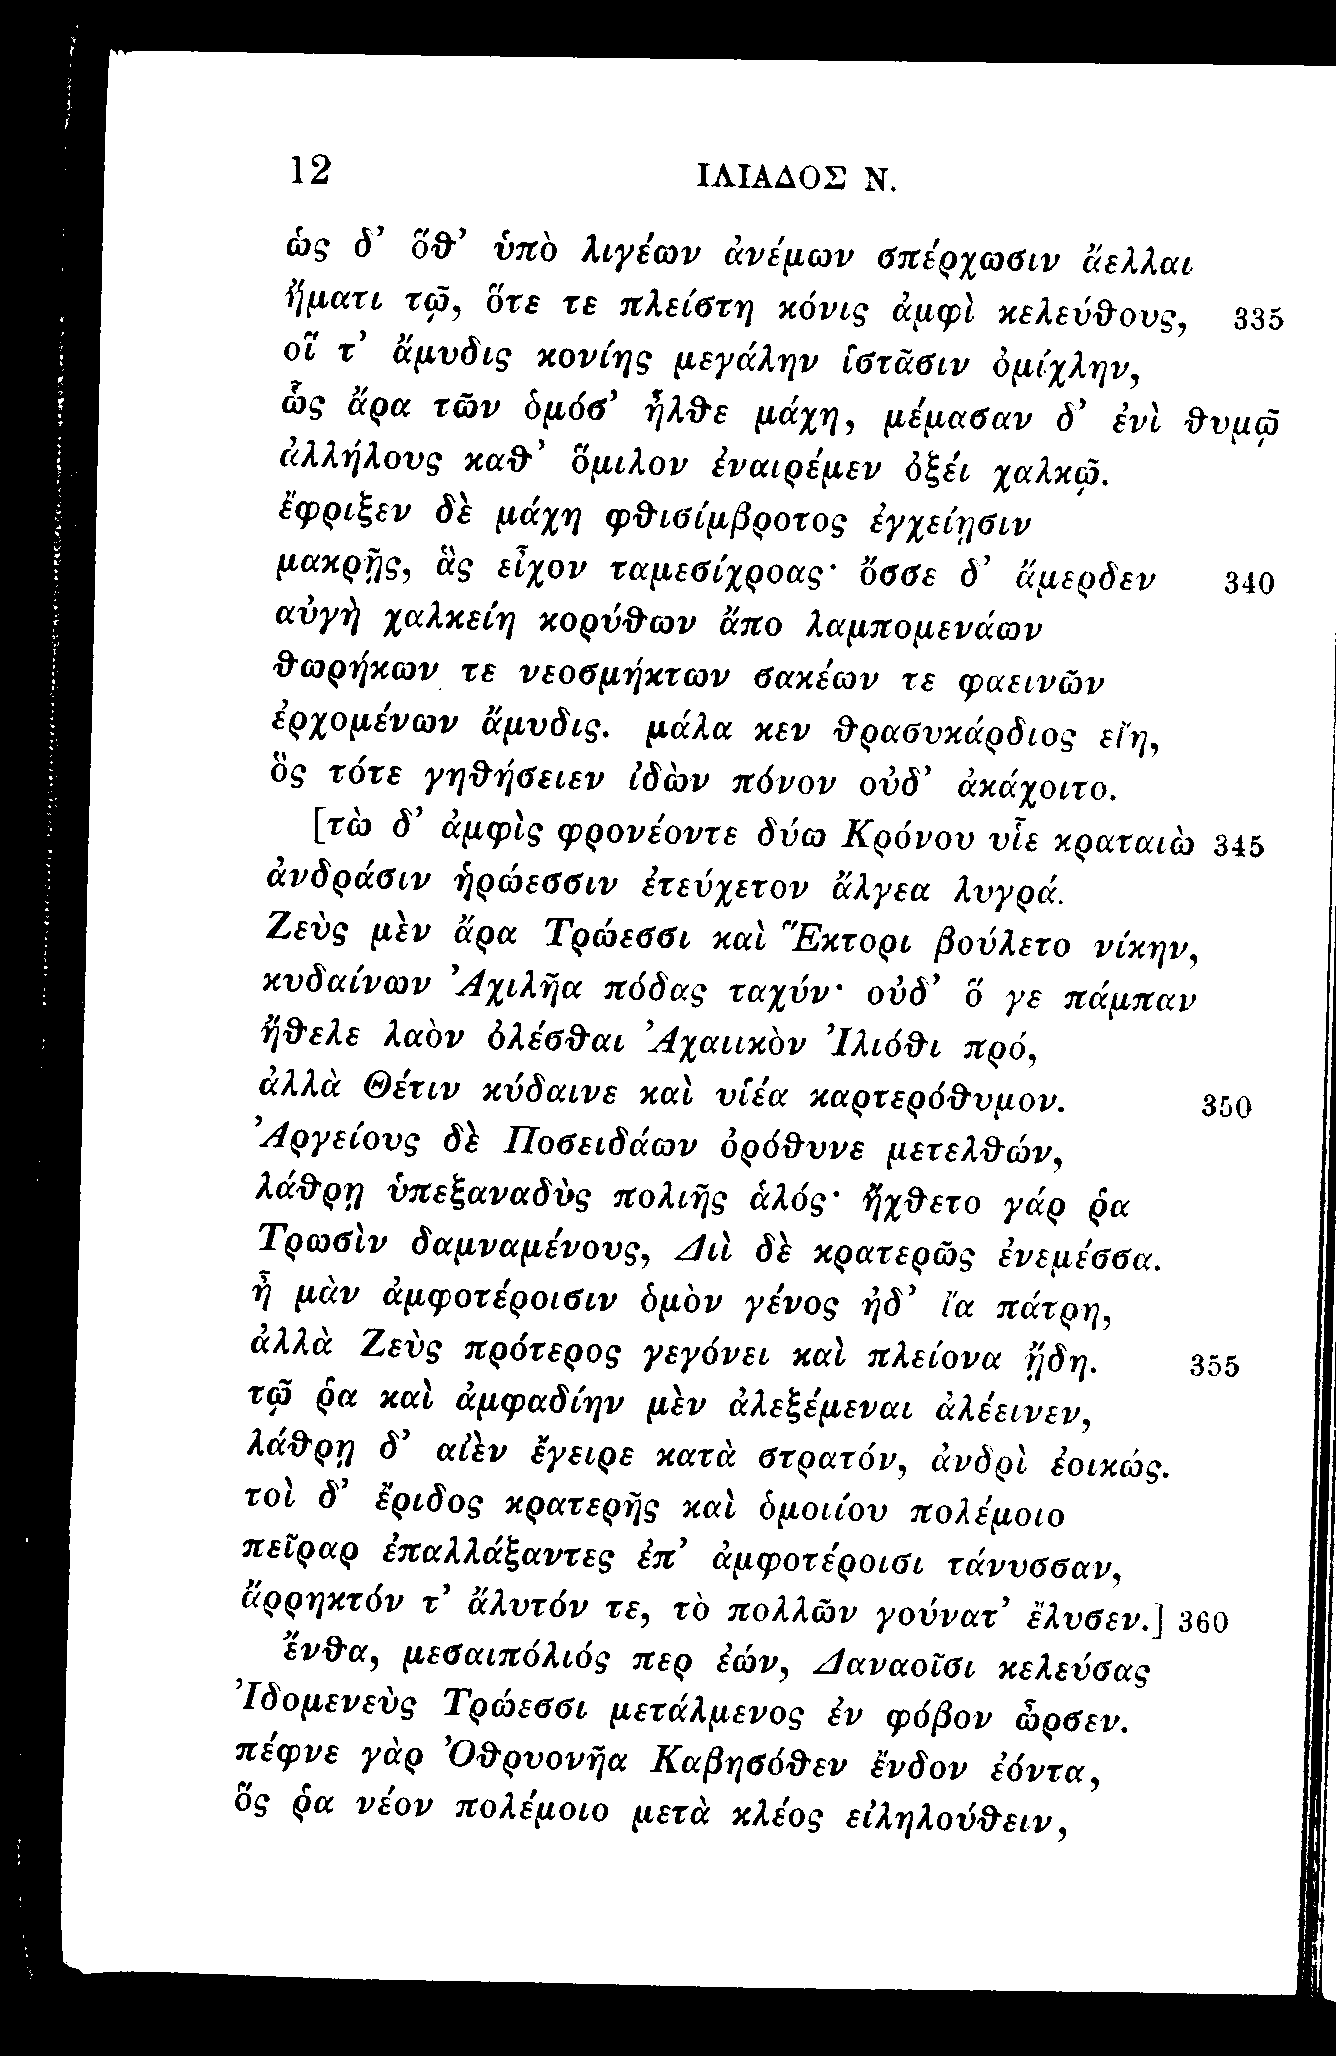 12 ΙΛΙΑΔΟΣ Ν.
ὡς δ’ ὅθ’ ὑπὸ λιγέων ἀνέμων σπέρχωσιν ἄελλαι
ἤματι τῷ, ὅτε τε πλείστη κόνις ἀμφὶ κελεύθους, 335
οἵ τ’ ἄμυδις κονίης μεγάλην ἱστᾶσιν ὀμίχλην,
ὣς ἄρα τῶν ὁμόσ’ ἦλθε μάχη, μέμασαν δ’ ἐνὶ θυμῷ
ἀλλήλους καθ’ ὅμιλον ἐναιρέμεν ὀξέι χαλκῷ.
ἔφριξεν δὲ μάχη φθισίμβροτος ἐγχείῃσιν
μακρῇς, ἃς εἶχον ταμεσίχροας· ὄσσε δ’ ἄμερδεν 340
αὐγὴ χαλκείη κορύθων ἄπο λαμπομενάων
θωρήκων τε νεοσμήκτων σακέων τε φαεινῶν
ἐρχομένων ἄμυδις. μάλα κεν θρασυκάρδιος εἴη,
ὃς τότε γηθήσειεν ἰδὼν πόνον οὐδ’ ἀκάχοιτο.
[τὼ δ’ ἀμφὶς φρονέοντε δύω Κρόνου υἷε κραταιὼ 345
ἀνδράσιν ἡρώεσσιν ἐτεύχετον ἄλγεα λυγρά.
Ζεὺς μὲν ἄρα Τρώεσσι καὶ Ἕκτορι βούλετο νίκην,
κυδαίνων Ἀχιλῆα πόδας ταχύν· οὐδ’ ὅ γε πάμπαν
ἤθελε λαὸν ὀλέσθαι Ἀχαιικὸν Ἰλιόθι πρό,
ἀλλὰ Θέτιν κύδαινε καὶ υἱέα καρτερόθυμον. 350
Ἀργείους δὲ Ποσειδάων ὀρόθυνε μετελθών,
λάθρῃ ὑπεξαναδὺς πολιῆς ἁλός· ἤχθετο γάρ ῥα
Τρωσὶν δαμναμένους, Διὶ δὲ κρατερῶς ἐνεμέσσα.
ἦ μὰν ἀμφοτέροισιν ὁμὸν γένος ἠδ’ ἴα πάτρη,
ἀλλὰ Ζεὺς πρότερος γεγόνει καὶ πλείονα ᾔδη. 355
τῷ ῥα καὶ ἀμφαδίην μὲν ἀλεξέμεναι ἀλέεινεν,
λάθρῃ δ’ αἰὲν ἔγειρε κατὰ στρατόν, ἀνδρὶ ἐοικώς.
τοὶ δ’ ἔριδος κρατερῆς καὶ ὁμοιίου πολέμοιο
πεῖραρ ἐπαλλάξαντες ἐπ’ ἀμφοτέροισι τάνυσσαν,
ἄρρηκτόν τ’ ἄλυτόν τε, τὸ πολλῶν γούνατ’ ἔλυσεν.] 360
ἔνθα, μεσαιπόλιός περ ἐών, Δαναοῖσι κελεύσας
Ἰδομενεὺς Τρώεσσι μετάλμενος ἐν φόβον ὦρσεν.
πέφνε γὰρ Ὀθρυονῆα Καβησόθεν ἔνδον ἐόντα,
ὅς ῥα νέον πολέμοιο μετὰ κλέος εἰληλούθειν,